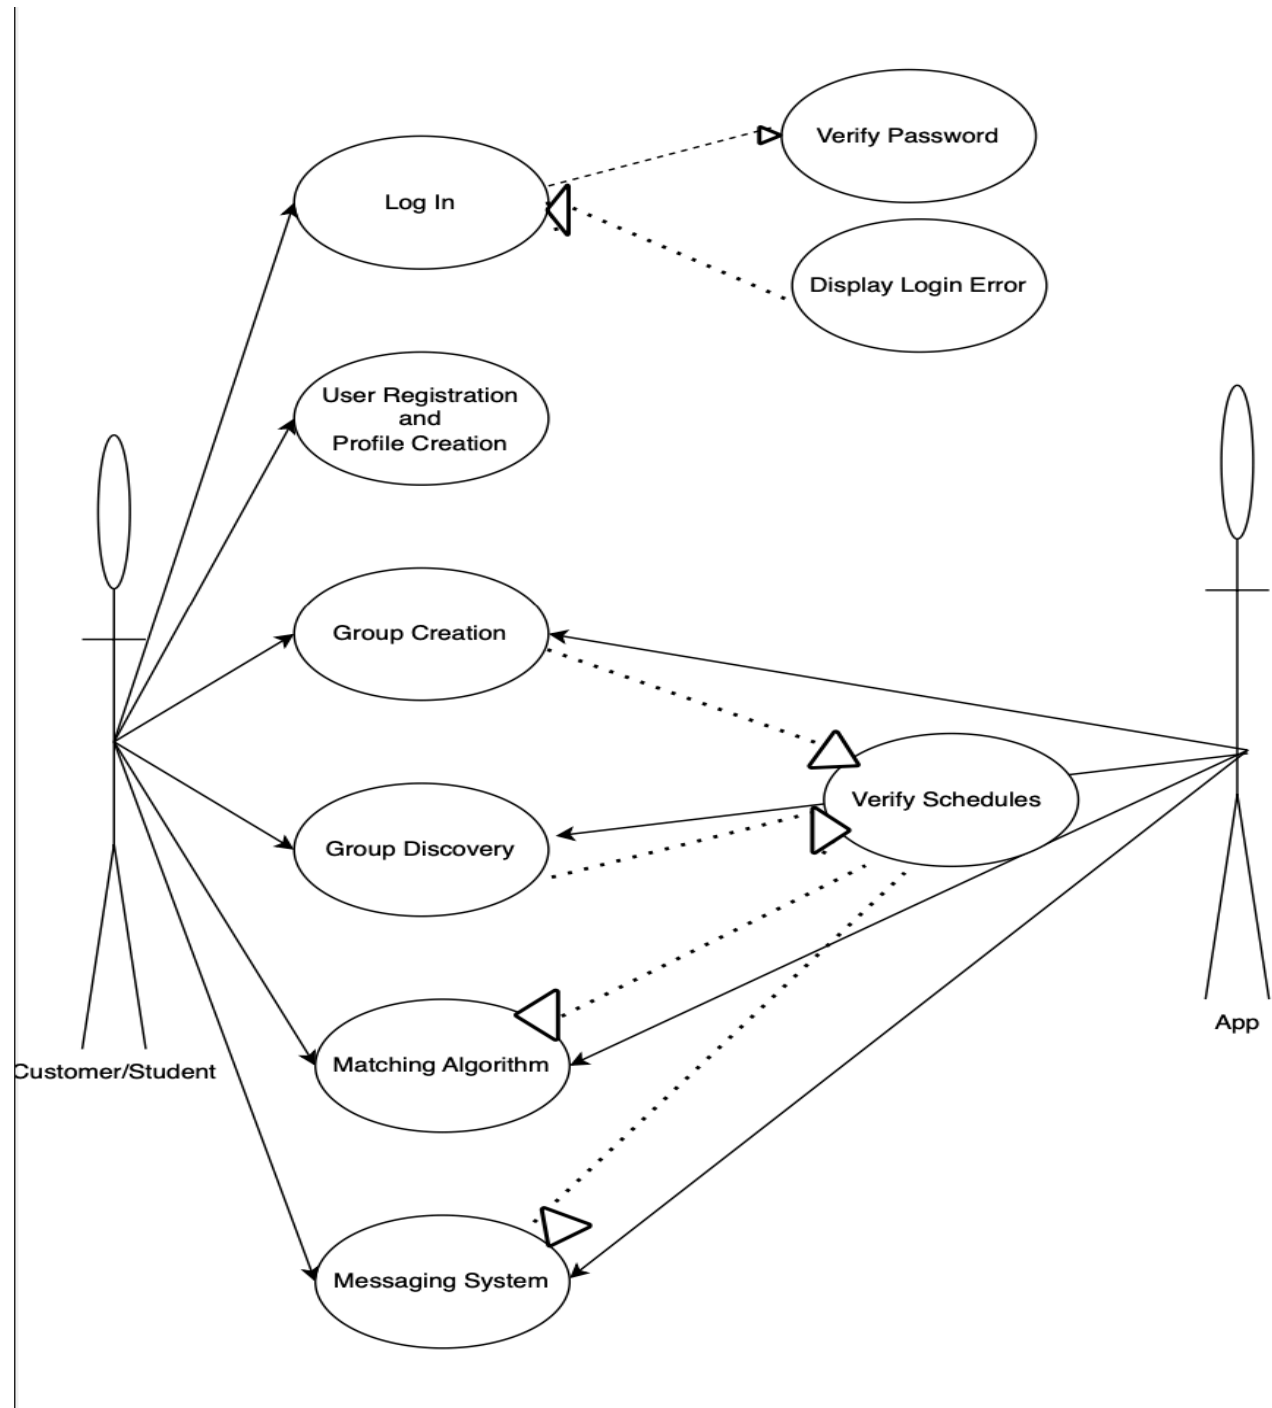 Verify Password
Log In
Display Login Error
User Registration
and
Profile Creation
Group Creation
Verify Schedules
Group Discovery
App
Matching Algorithm
Customer/Student
Messaging System